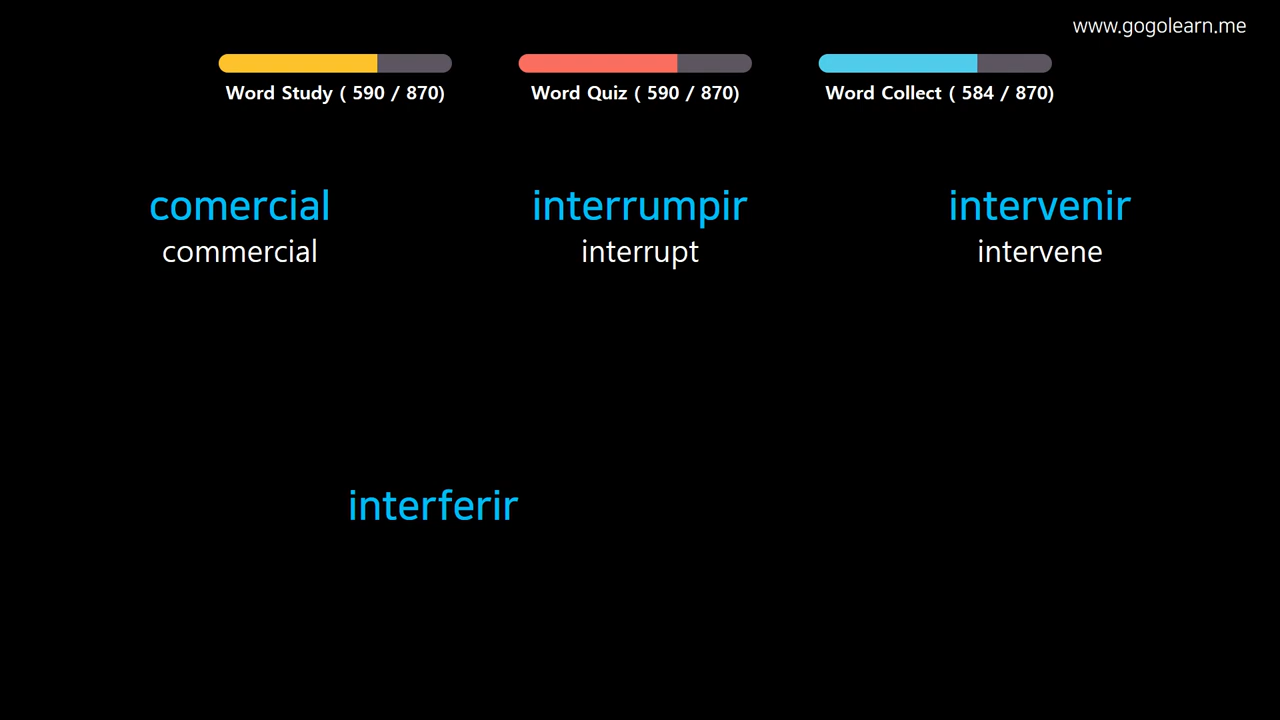 www.gogolearn.me
Word Study ( 590 / 870)
Word Quiz ( 590 / 870)
Word Collect ( 584 / 870)
comercial
commercial
interrumpir
interrupt
intervenir
intervene
interferir